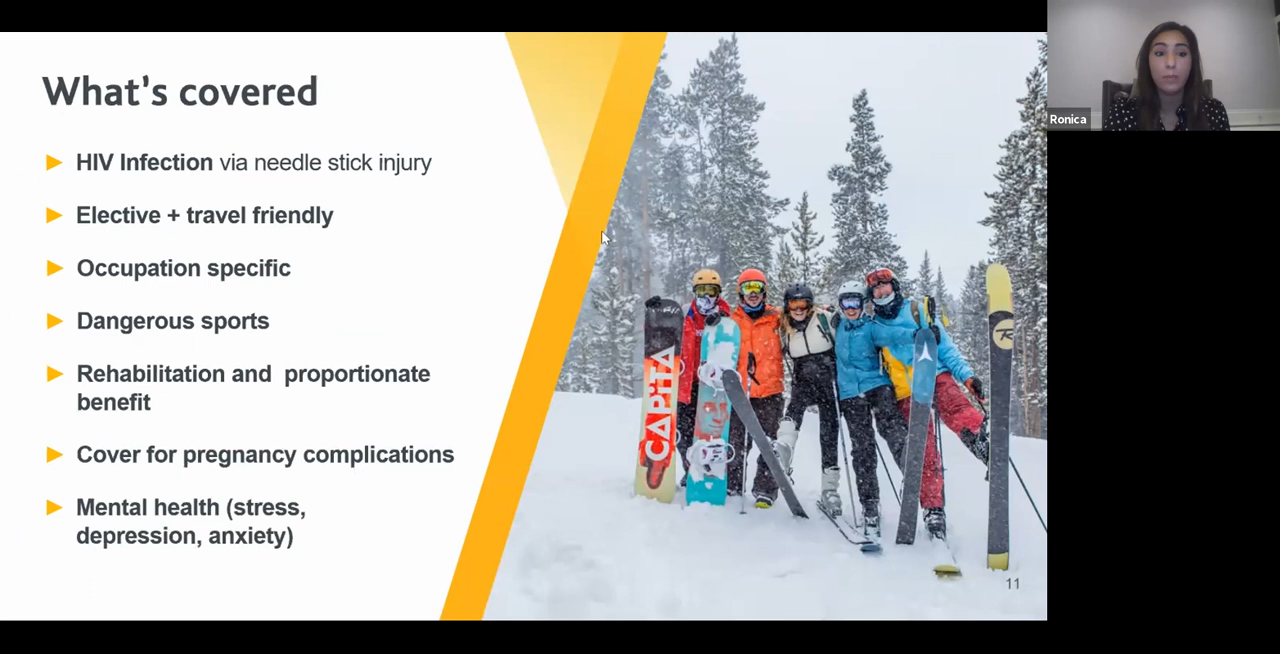 What's covered
HIV Infection via needle stick injury
Elective + travel friendly
Occupation specific
Dangerous sports
Rehabilitation and proportionate
benefit
Cover for pregnancy complications
Mental health (stress,
depression, anxiety)
CAPiTA
R
11
Ronica